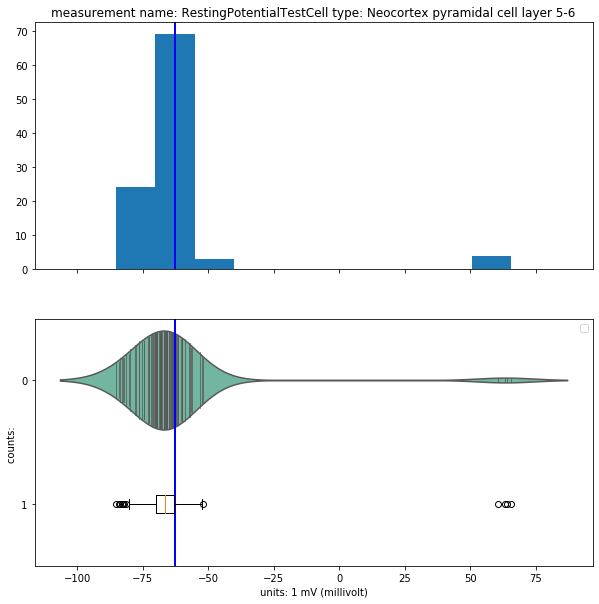 measurement name: RestingPotentialTestCell type: Neocortex pyramidal cell layer 5-6
70
60
50
40
30
20
10
0
0
counts:
1
−100 −75 −50 −25 0 25 50 75
units: 1 mV (millivolt)